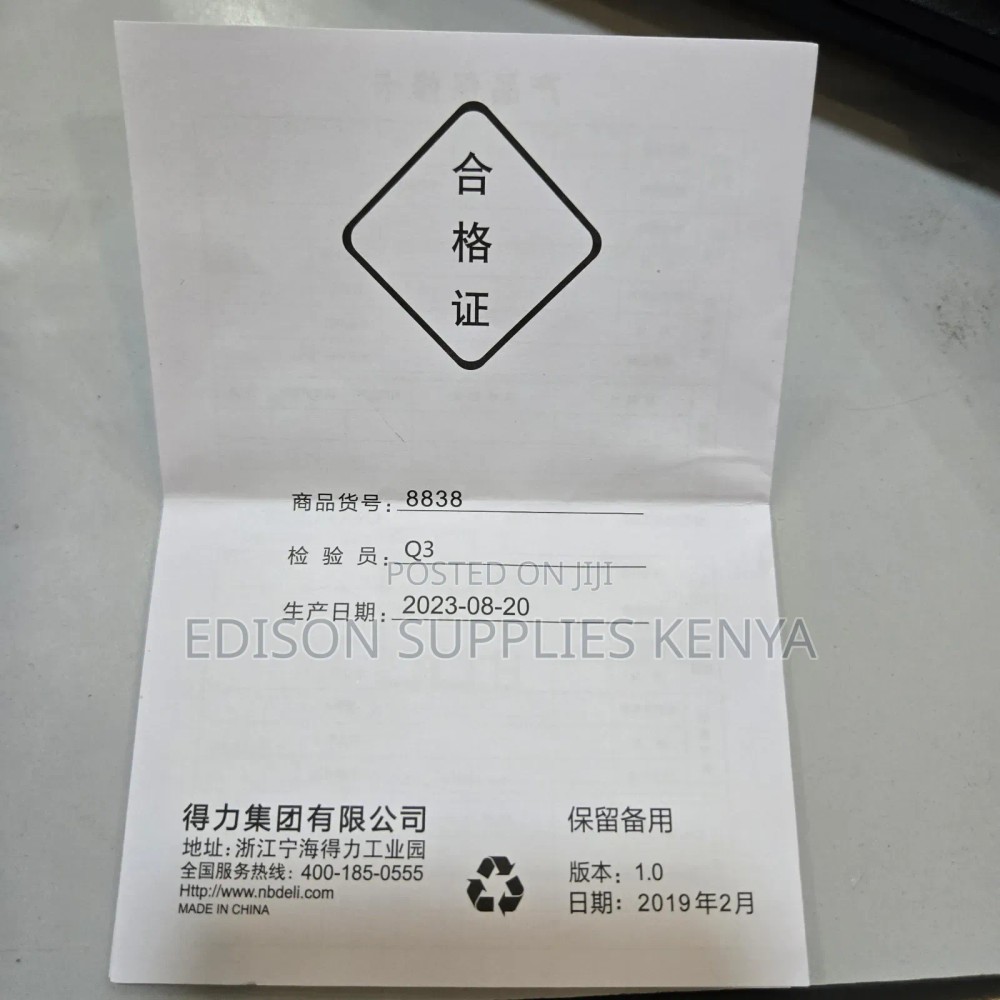 合
格
证
商品货号: 8838
检 验 员: Q3
POSTED ON JIJI
生产日期: 2023-08-20
EDISON SUPPLIES KENYA
得力集团有限公司
地址:浙江宁海得力工业园
全国服务热线: 400-185-0555
Http://www.nbdeli.com
MADE IN CHINA
保留备用
版本: 1.0
日期: 2019年2月